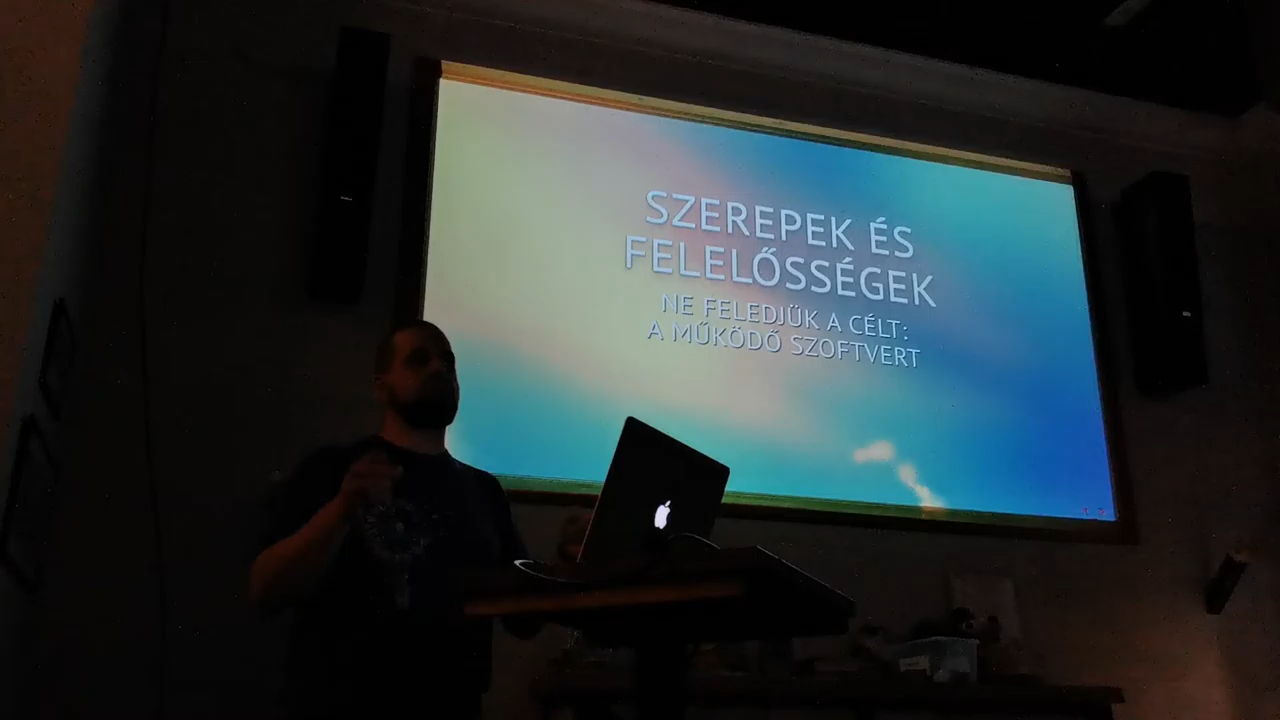 SZEREPEK ÉS
FELELŐSSÉGEK
NE FELEDJÜK A CÉLT:
A MŰKÖDŐ SZOFTVERT